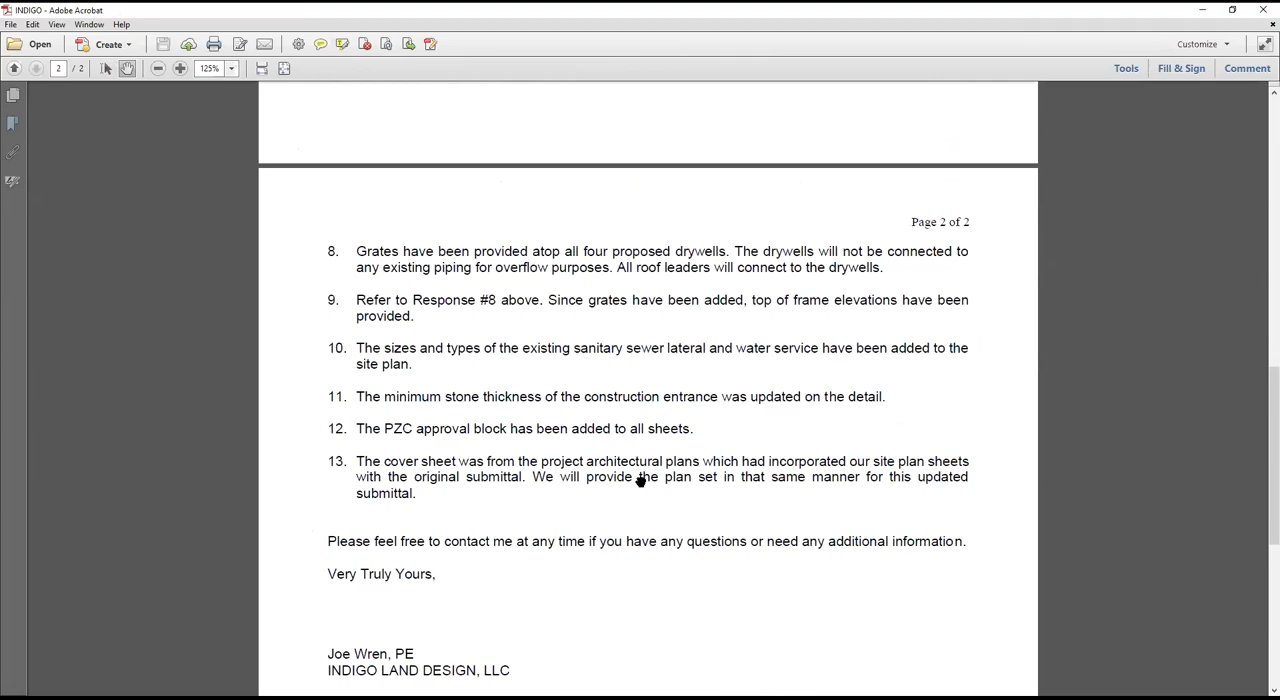 INDIGO - Adobe Acrobat
File Edit View Window Help
Open Create Customize
2 / 2 125% Tools Fill & Sign Comment
Page 2 of 2
8. Grates have been provided atop all four proposed drywells. The drywells will not be connected to
any existing piping for overflow purposes. All roof leaders will connect to the drywells.
9. Refer to Response #8 above. Since grates have been added, top of frame elevations have been
provided.
10. The sizes and types of the existing sanitary sewer lateral and water service have been added to the
site plan.
11. The minimum stone thickness of the construction entrance was updated on the detail.
12. The PZC approval block has been added to all sheets.
13. The cover sheet was from the project architectural plans which had incorporated our site plan sheets
with the original submittal. We will provide the plan set in that same manner for this updated
submittal.
Please feel free to contact me at any time if you have any questions or need any additional information.
Very Truly Yours,
Joe Wren, PE
INDIGO LAND DESIGN, LLC